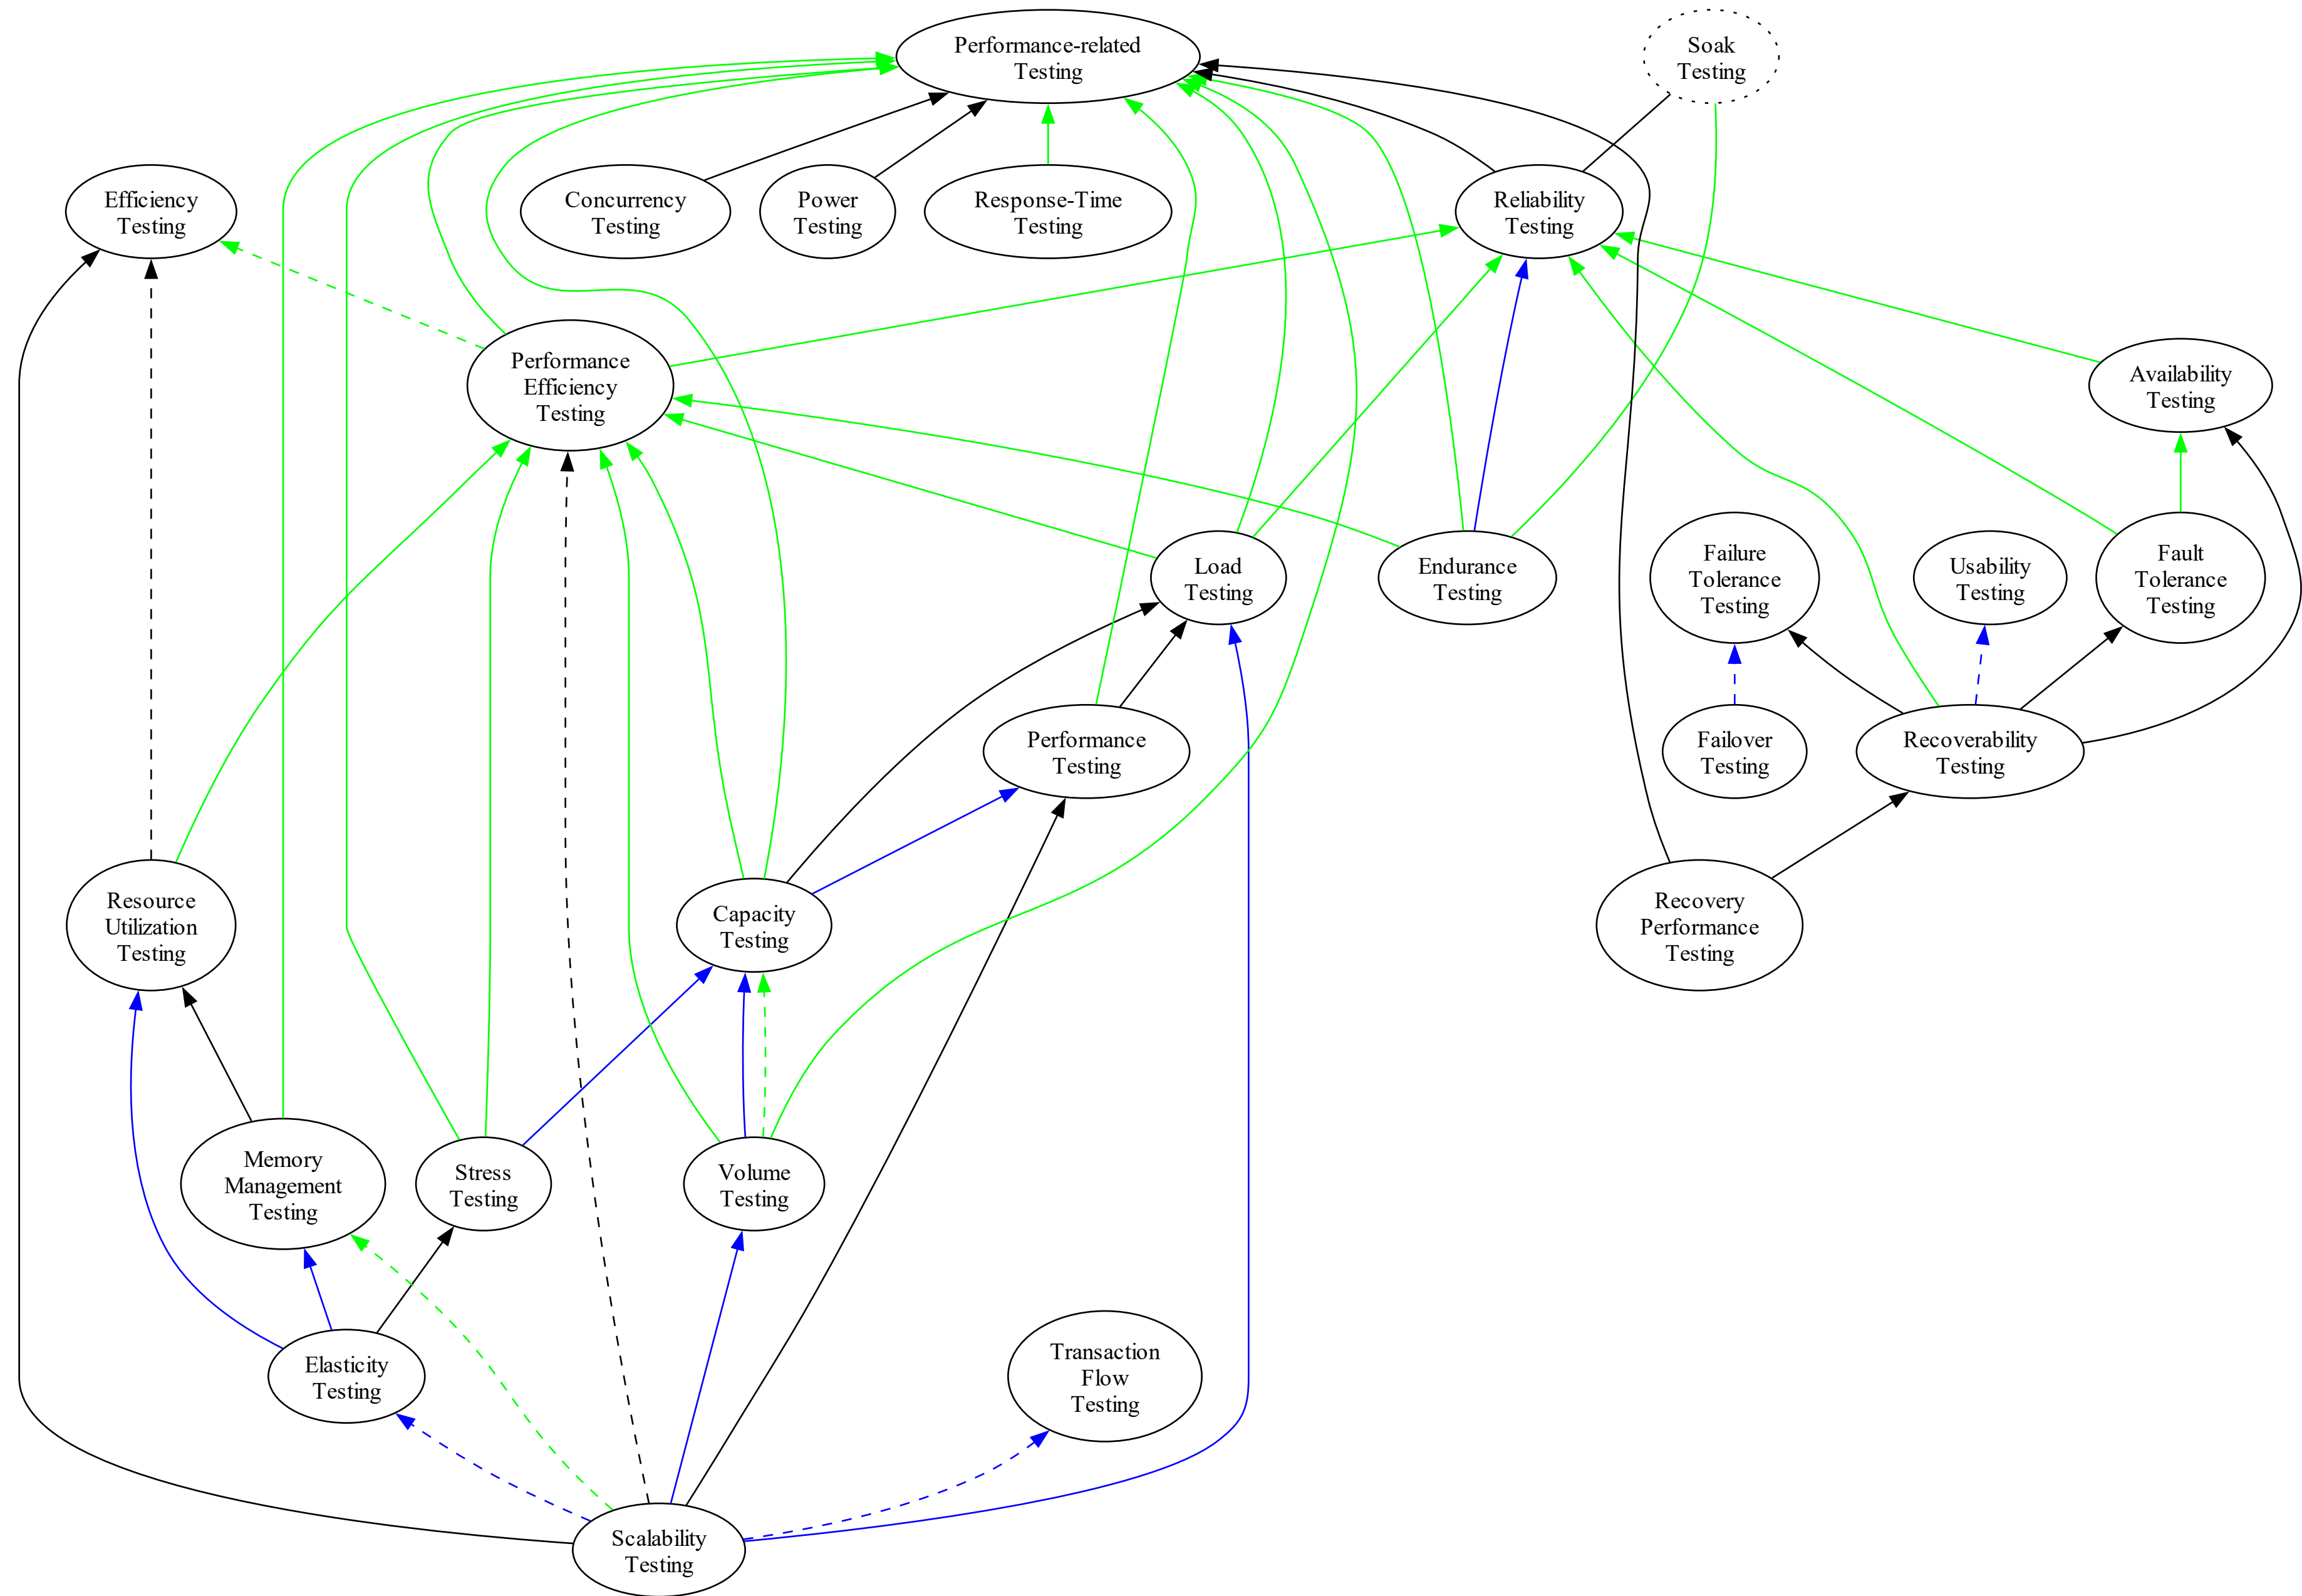 Performance-related
Testing
Soak
Testing
Efficiency
Testing
Concurrency
Testing
Power
Testing
Response-Time
Testing
Reliability
Testing
Performance
Efficiency
Testing
Availability
Testing
Load
Testing
Endurance
Testing
Failure
Tolerance
Testing
Usability
Testing
Fault
Tolerance
Testing
Performance
Testing
Failover
Testing
Recoverability
Testing
Resource
Utilization
Testing
Capacity
Testing
Recovery
Performance
Testing
Memory
Management
Testing
Stress
Testing
Volume
Testing
Elasticity
Testing
Transaction
Flow
Testing
Scalability
Testing